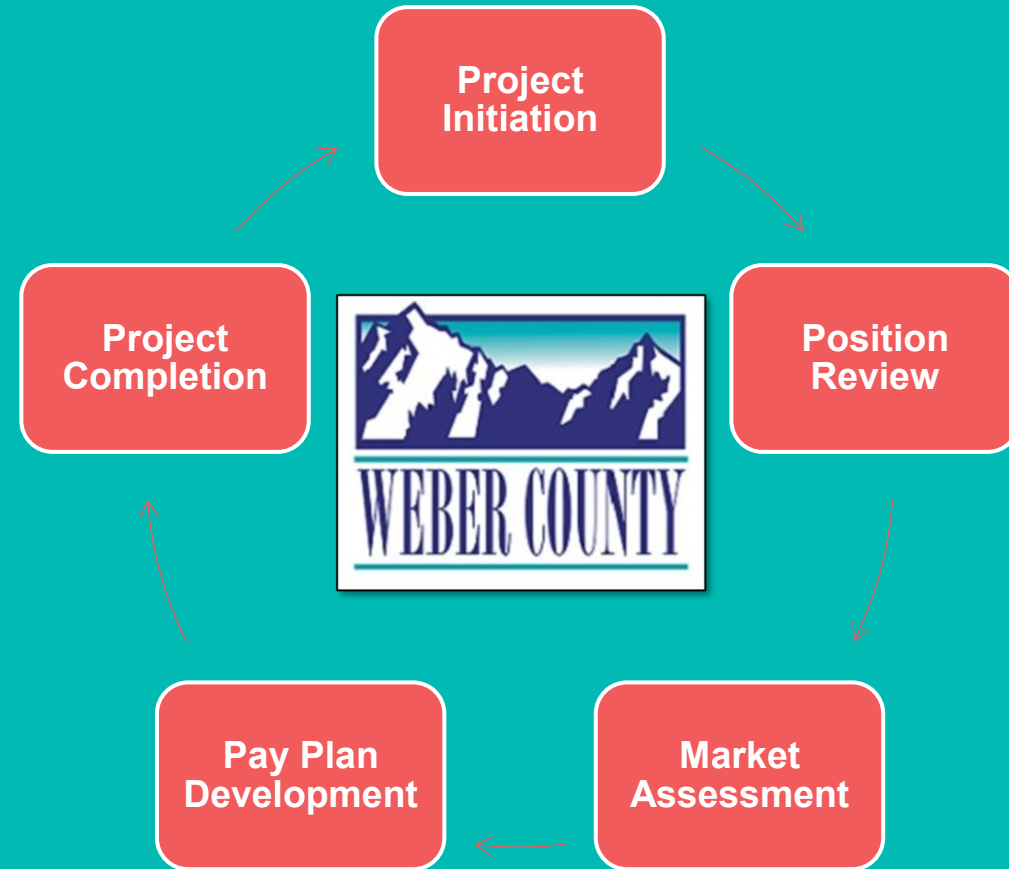 Project
Initiation
Project
Completion
Position
Review
WEBER COUNTY
Pay Plan
Development
Market
Assessment